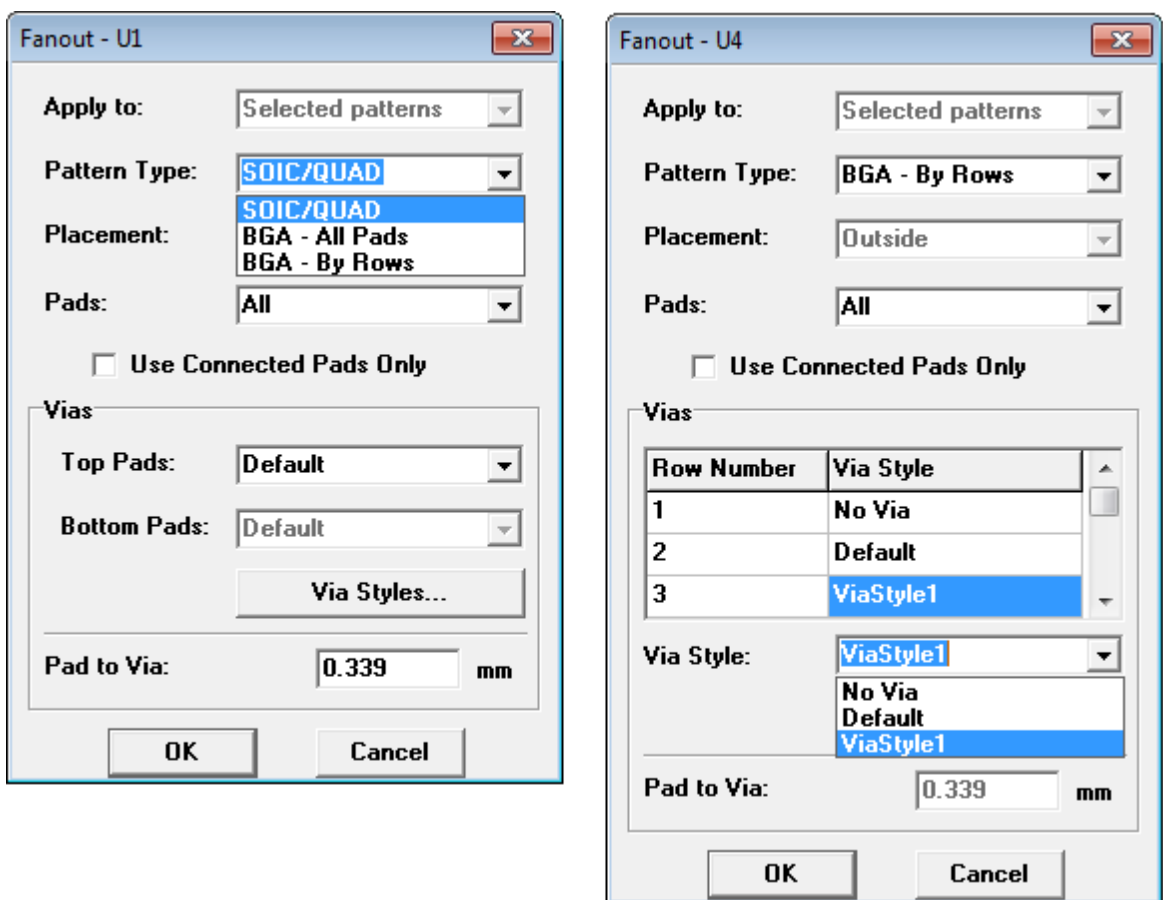 Fanout - U1
Apply to: Selected patterns
Pattern Type: SOIC/QUAD
SOIC/QUAD
Placement: BGA - All Pads
BGA - By Rows
Pads: All
Use Connected Pads Only
Vias
Top Pads: Default
Bottom Pads: Default
Via Styles...
Pad to Via: 0.339 mm
OK Cancel
Fanout - U4
Apply to: Selected patterns
Pattern Type: BGA - By Rows
Placement: Outside
Pads: All
Use Connected Pads Only
Vias
Row Number Via Style
1 No Via
2 Default
3 ViaStyle1
Via Style: ViaStyle1
No Via
Default
ViaStyle1
Pad to Via: 0.339 mm
OK Cancel